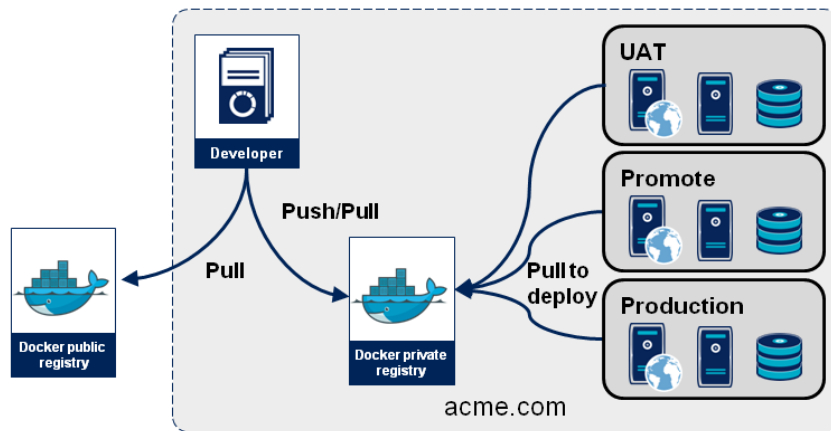 UAT
Developer
Promote
Push/Pull
Pull
Pull to
deploy
Production
Docker public
registry
Docker private
registry
acme.com